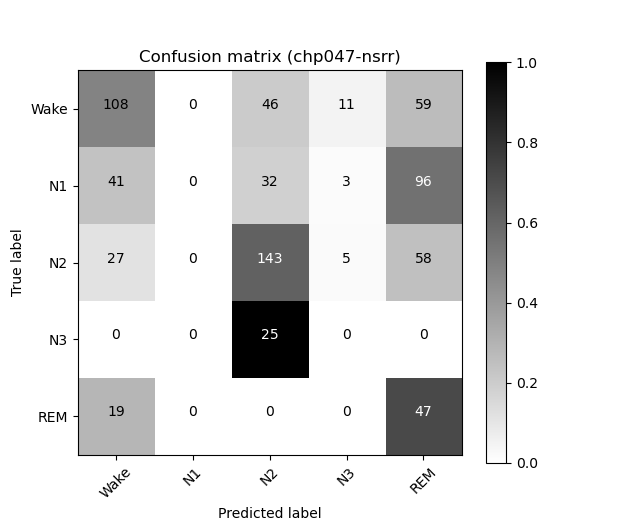 Confusion matrix (chp047-nsrr)
True label
Wake 108 0 46 11 59
N1 41 0 32 3 96
N2 27 0 143 5 58
N3 0 0 25 0 0
REM 19 0 0 0 47
Wake N1 N2 N3 REM
Predicted label
1.0
0.8
0.6
0.4
0.2
0.0